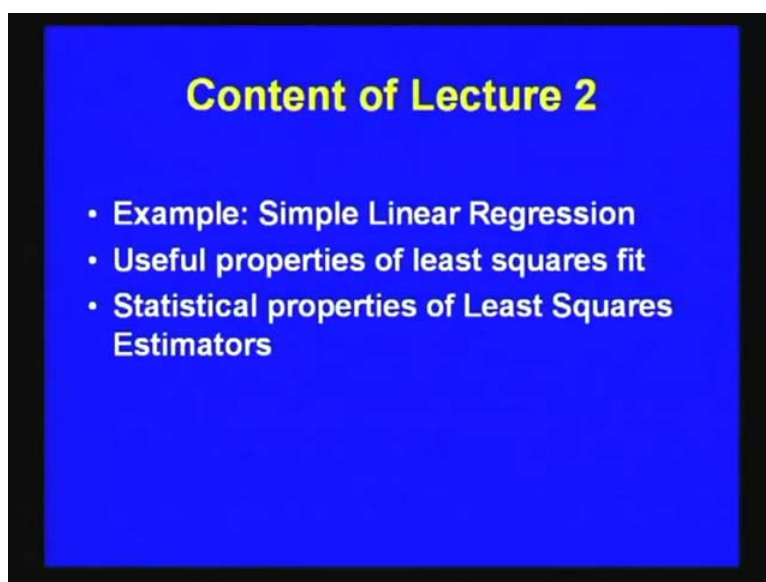 Content of Lecture 2
• Example: Simple Linear Regression
• Useful properties of least squares fit
• Statistical properties of Least Squares
Estimators